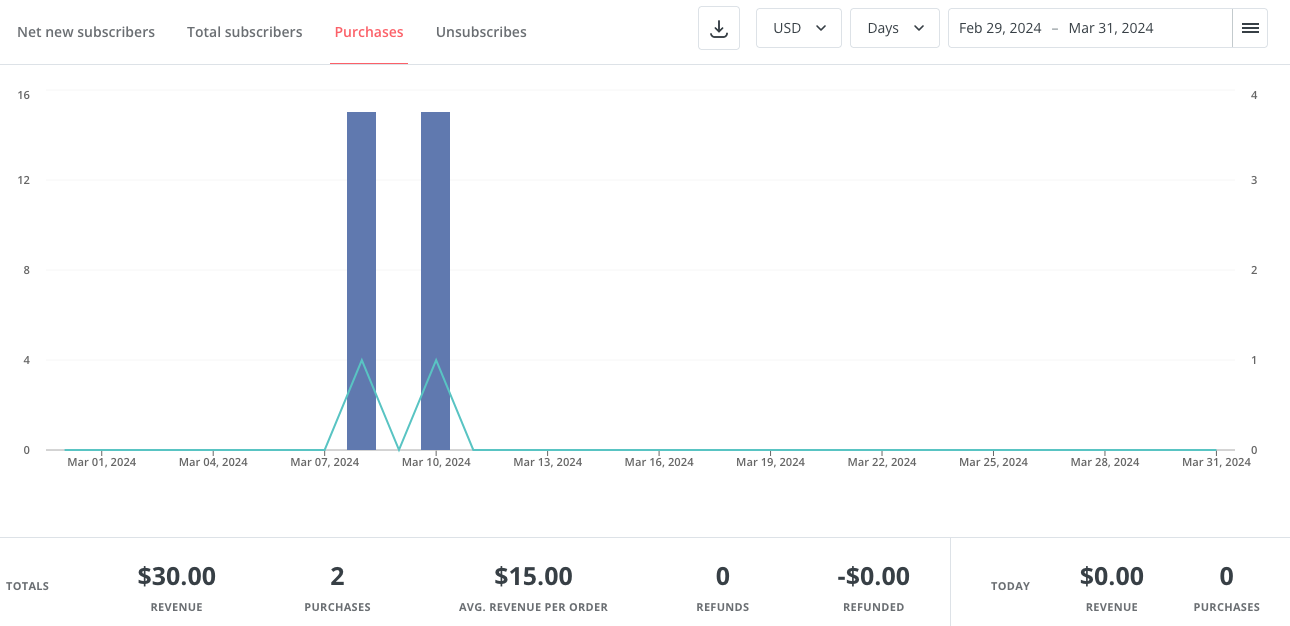 Net new subscribers Total subscribers Purchases Unsubscribes USD Days Feb 29, 2024 – Mar 31, 2024
16 4
12 3
8 2
4 1
0 0
Mar 01, 2024 Mar 04, 2024 Mar 07, 2024 Mar 10, 2024 Mar 13, 2024 Mar 16, 2024 Mar 19, 2024 Mar 22, 2024 Mar 25, 2024 Mar 28, 2024 Mar 31, 2024
TOTALS $30.00 2 $15.00 0 -$0.00 TODAY $0.00 0
REVENUE PURCHASES AVG. REVENUE PER ORDER REFUNDS REFUNDED REVENUE PURCHASES